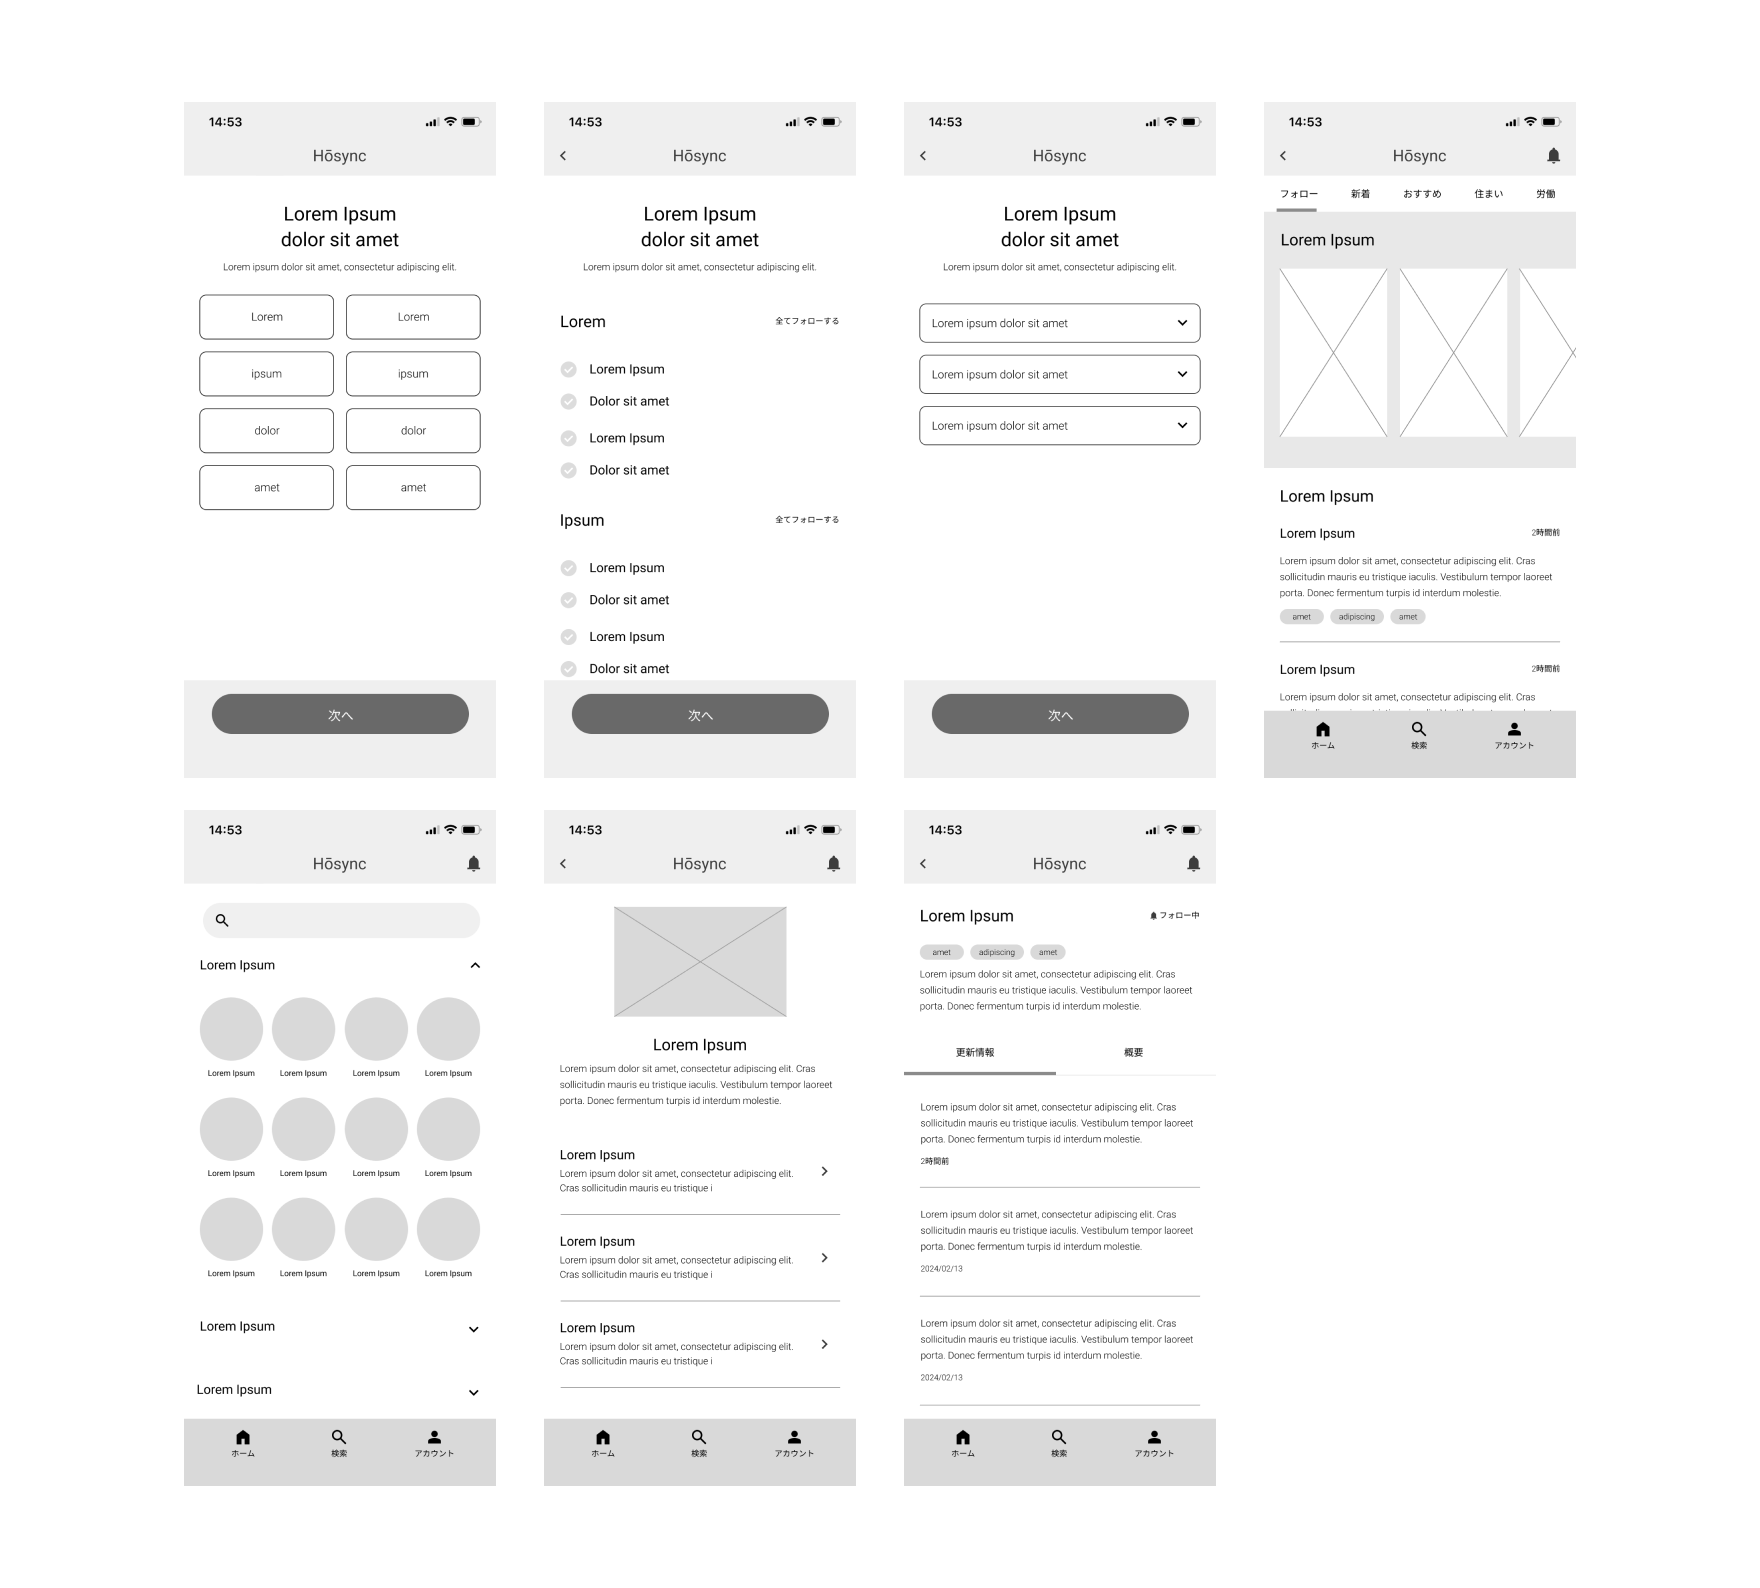 14:53
Hōsync
Lorem Ipsum
dolor sit amet
Lorem ipsum dolor sit amet, consectetur adipiscing elit.
Lorem
Lorem
ipsum
ipsum
dolor
dolor
amet
amet
次へ
14:53
Hōsync
Lorem Ipsum
dolor sit amet
Lorem ipsum dolor sit amet, consectetur adipiscing elit.
Lorem
全てフォローする
Lorem Ipsum
Dolor sit amet
Lorem Ipsum
Dolor sit amet
Ipsum
全てフォローする
Lorem Ipsum
Dolor sit amet
Lorem Ipsum
Dolor sit amet
次へ
14:53
Hōsync
Lorem Ipsum
dolor sit amet
Lorem ipsum dolor sit amet, consectetur adipiscing elit.
Lorem ipsum dolor sit amet
Lorem ipsum dolor sit amet
Lorem ipsum dolor sit amet
次へ
14:53
Hōsync
フォロー 新着 おすすめ 住まい 労働
Lorem Ipsum
Lorem Ipsum
Lorem Ipsum
2時間前
Lorem ipsum dolor sit amet, consectetur adipiscing elit. Cras
sollicitudin mauris eu tristique iaculis. Vestibulum tempor laoreet
porta. Donec fermentum turpis id interdum molestie.
amet adipiscing amet
Lorem Ipsum
2時間前
Lorem ipsum dolor sit amet, consectetur adipiscing elit. Cras
ホーム 検索 アカウント
14:53
Hōsync
Lorem Ipsum
Lorem Ipsum Lorem Ipsum Lorem Ipsum Lorem Ipsum
Lorem Ipsum Lorem Ipsum Lorem Ipsum Lorem Ipsum
Lorem Ipsum Lorem Ipsum Lorem Ipsum Lorem Ipsum
Lorem Ipsum
Lorem Ipsum
ホーム 検索 アカウント
14:53
Hōsync
Lorem Ipsum
Lorem ipsum dolor sit amet, consectetur adipiscing elit. Cras
sollicitudin mauris eu tristique iaculis. Vestibulum tempor laoreet
porta. Donec fermentum turpis id interdum molestie.
Lorem Ipsum
Lorem ipsum dolor sit amet, consectetur adipiscing elit.
Cras sollicitudin mauris eu tristique i
Lorem Ipsum
Lorem ipsum dolor sit amet, consectetur adipiscing elit.
Cras sollicitudin mauris eu tristique i
Lorem Ipsum
Lorem ipsum dolor sit amet, consectetur adipiscing elit.
Cras sollicitudin mauris eu tristique i
ホーム 検索 アカウント
14:53
Hōsync
Lorem Ipsum
フォロー中
amet adipiscing amet
Lorem ipsum dolor sit amet, consectetur adipiscing elit. Cras
sollicitudin mauris eu tristique iaculis. Vestibulum tempor laoreet
porta. Donec fermentum turpis id interdum molestie.
更新情報 概要
Lorem ipsum dolor sit amet, consectetur adipiscing elit. Cras
sollicitudin mauris eu tristique iaculis. Vestibulum tempor laoreet
porta. Donec fermentum turpis id interdum molestie.
2時間前
Lorem ipsum dolor sit amet, consectetur adipiscing elit. Cras
sollicitudin mauris eu tristique iaculis. Vestibulum tempor laoreet
porta. Donec fermentum turpis id interdum molestie.
2024/02/13
Lorem ipsum dolor sit amet, consectetur adipiscing elit. Cras
sollicitudin mauris eu tristique iaculis. Vestibulum tempor laoreet
porta. Donec fermentum turpis id interdum molestie.
2024/02/13
ホーム 検索 アカウント